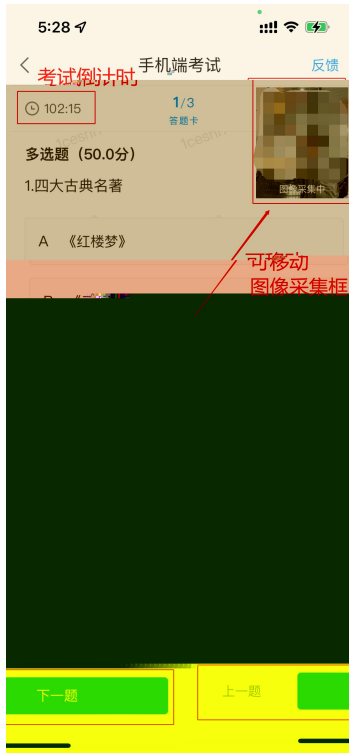 5:28
手机端考试
反馈
考试倒计时
102:15
1/3
答题卡
多选题（50.0分）
1.四大古典名著
图像采集中
A 《红楼梦》
可移动
图像采集框
下一题
上一题